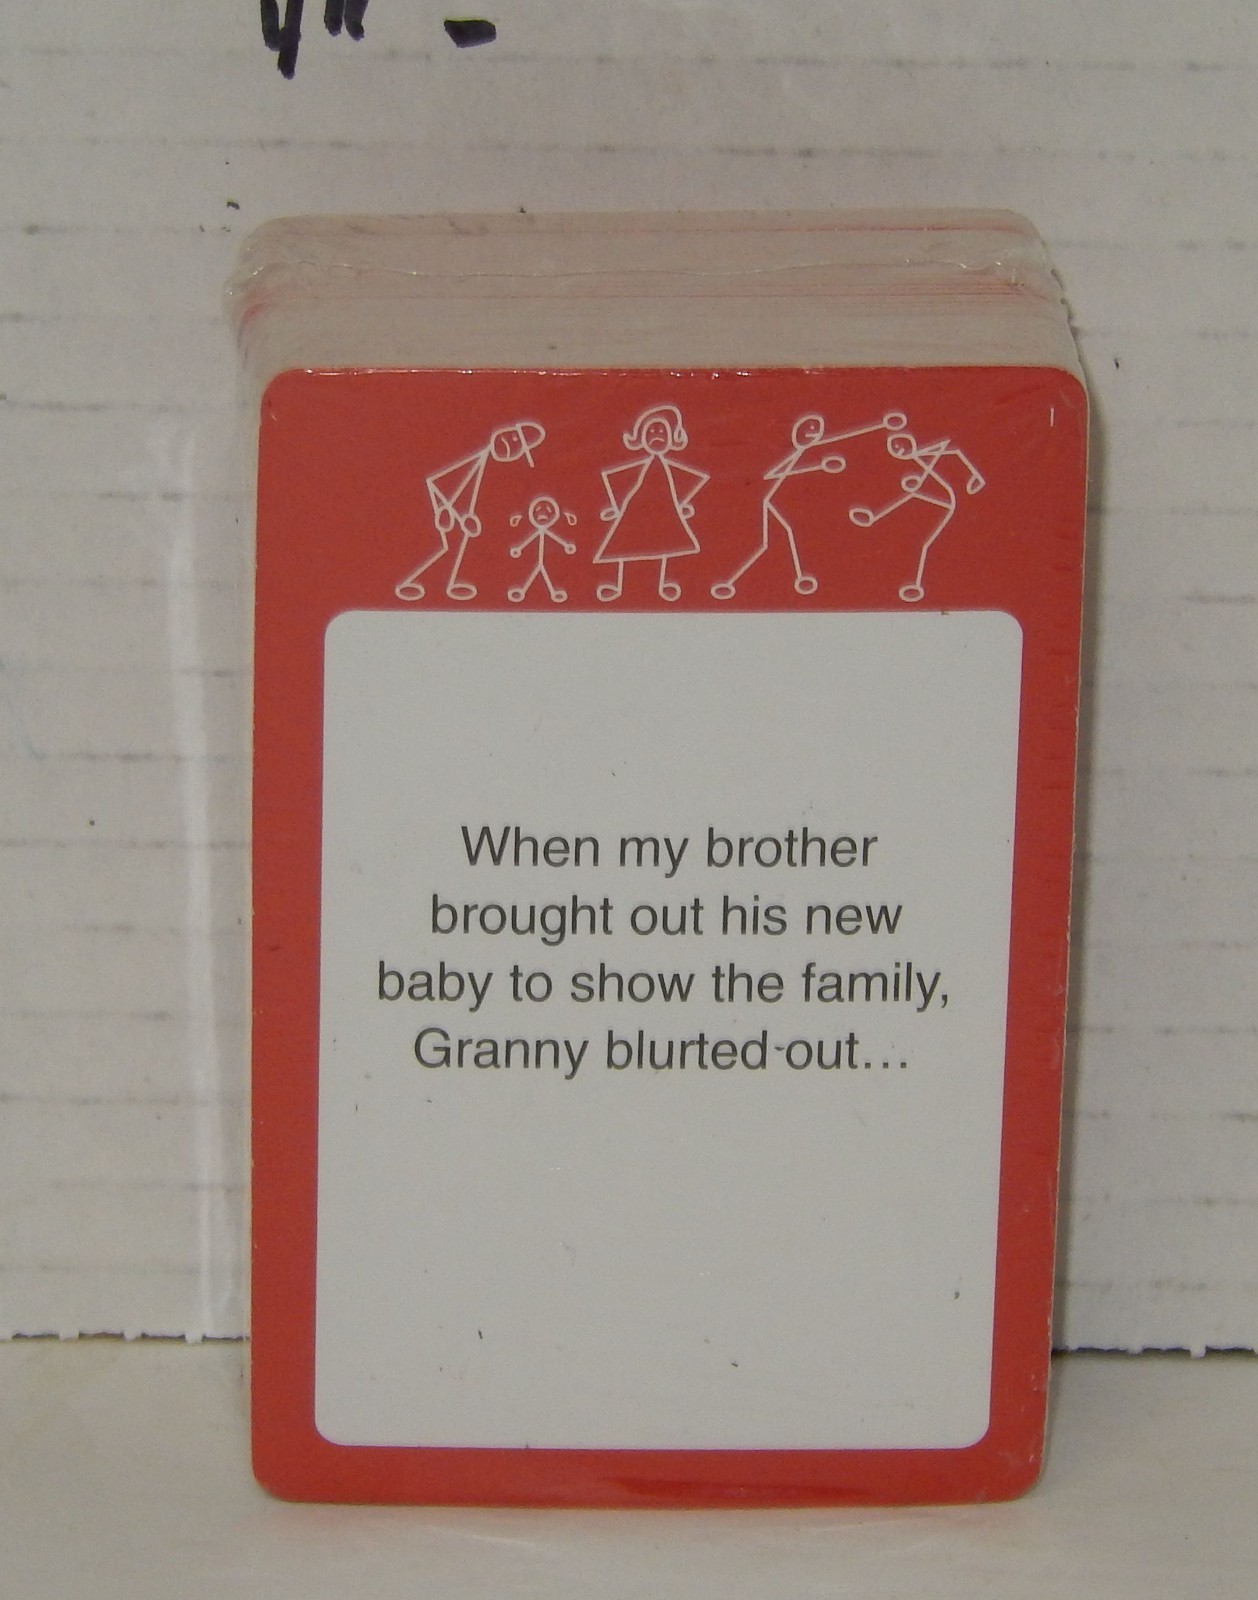 When my brother
brought out his new
baby to show the family,
Granny blurted out...